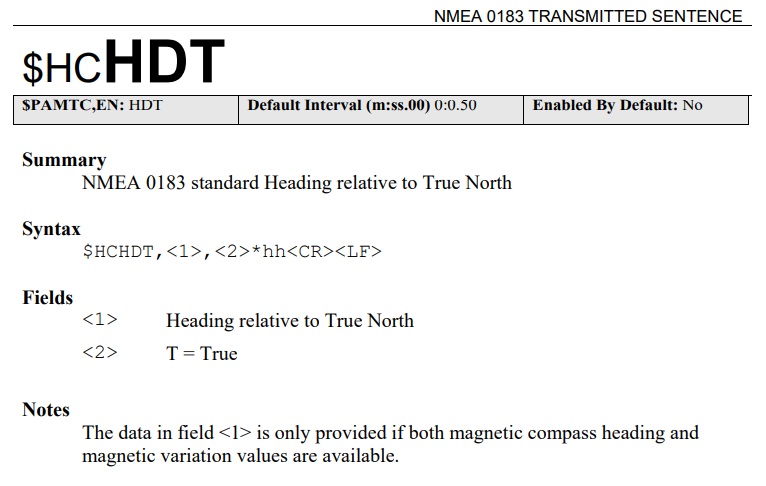 NMEA 0183 TRANSMITTED SENTENCE
$HCHDT
$PAMTC,EN: HDT Default Interval (m:ss.00) 0:0.50 Enabled By Default: No
Summary
NMEA 0183 standard Heading relative to True North
Syntax
$HCHDT,<1>,<2>*hh<CR><LF>
Fields
<1> Heading relative to True North
<2> T = True
Notes
The data in field <1> is only provided if both magnetic compass heading and
magnetic variation values are available.